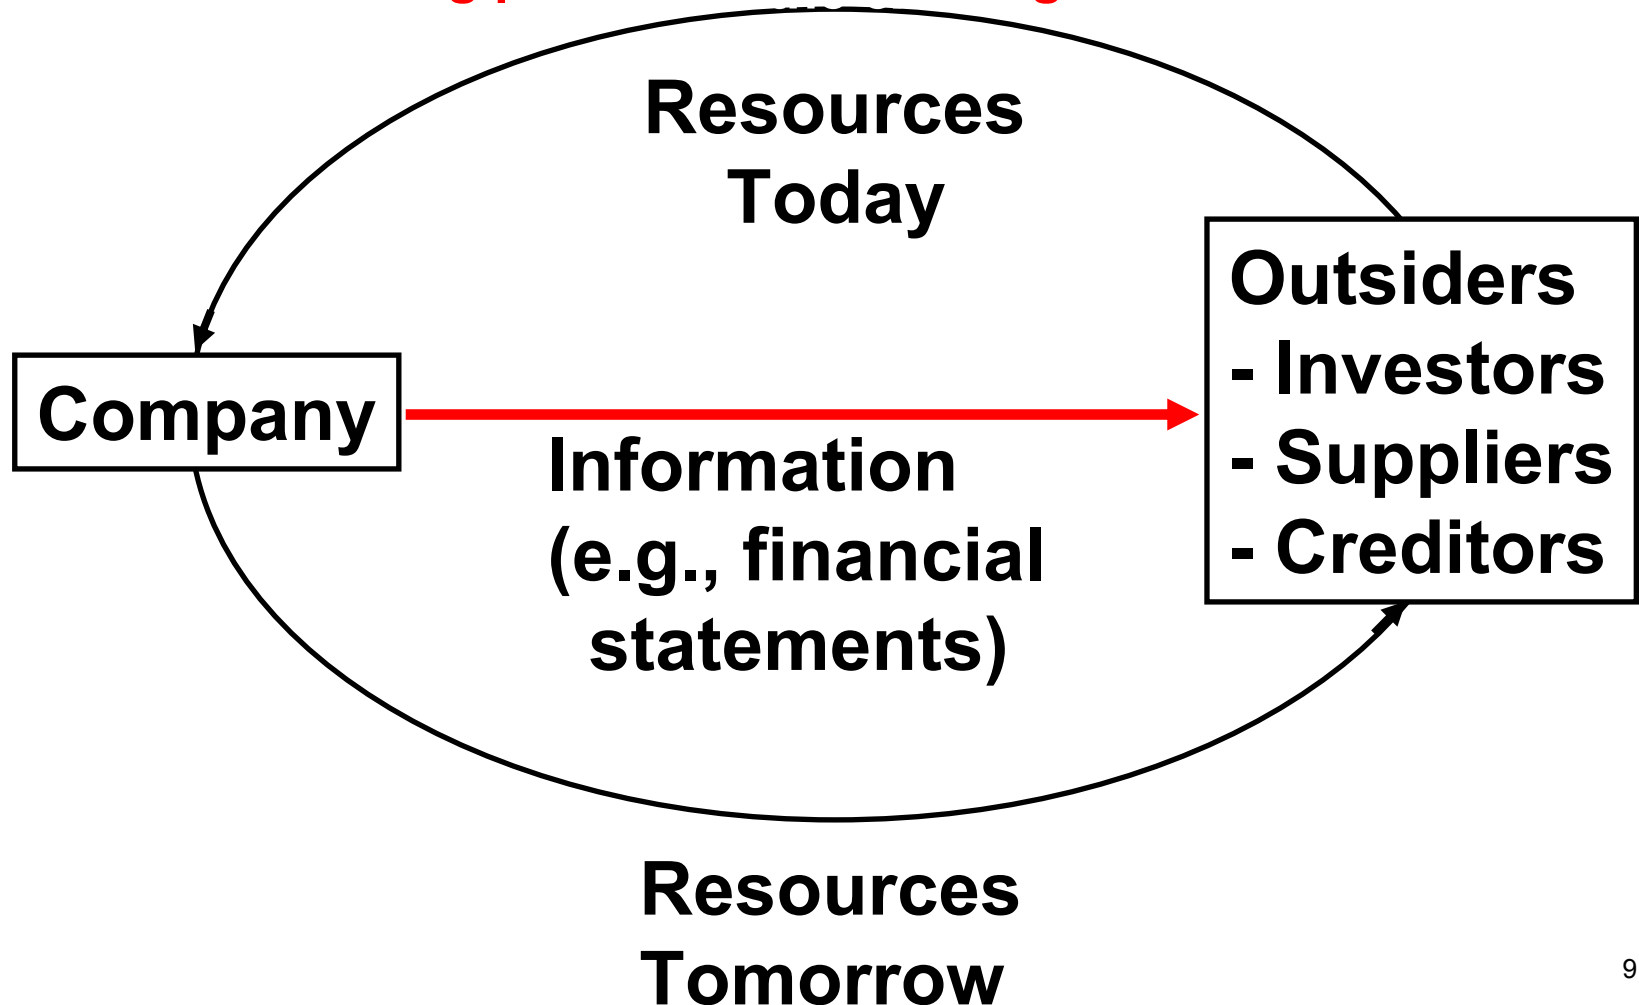 Resources
Today
Outsiders
- Investors
- Suppliers
- Creditors
Company
Information
(e.g., financial
statements)
Resources
Tomorrow
9